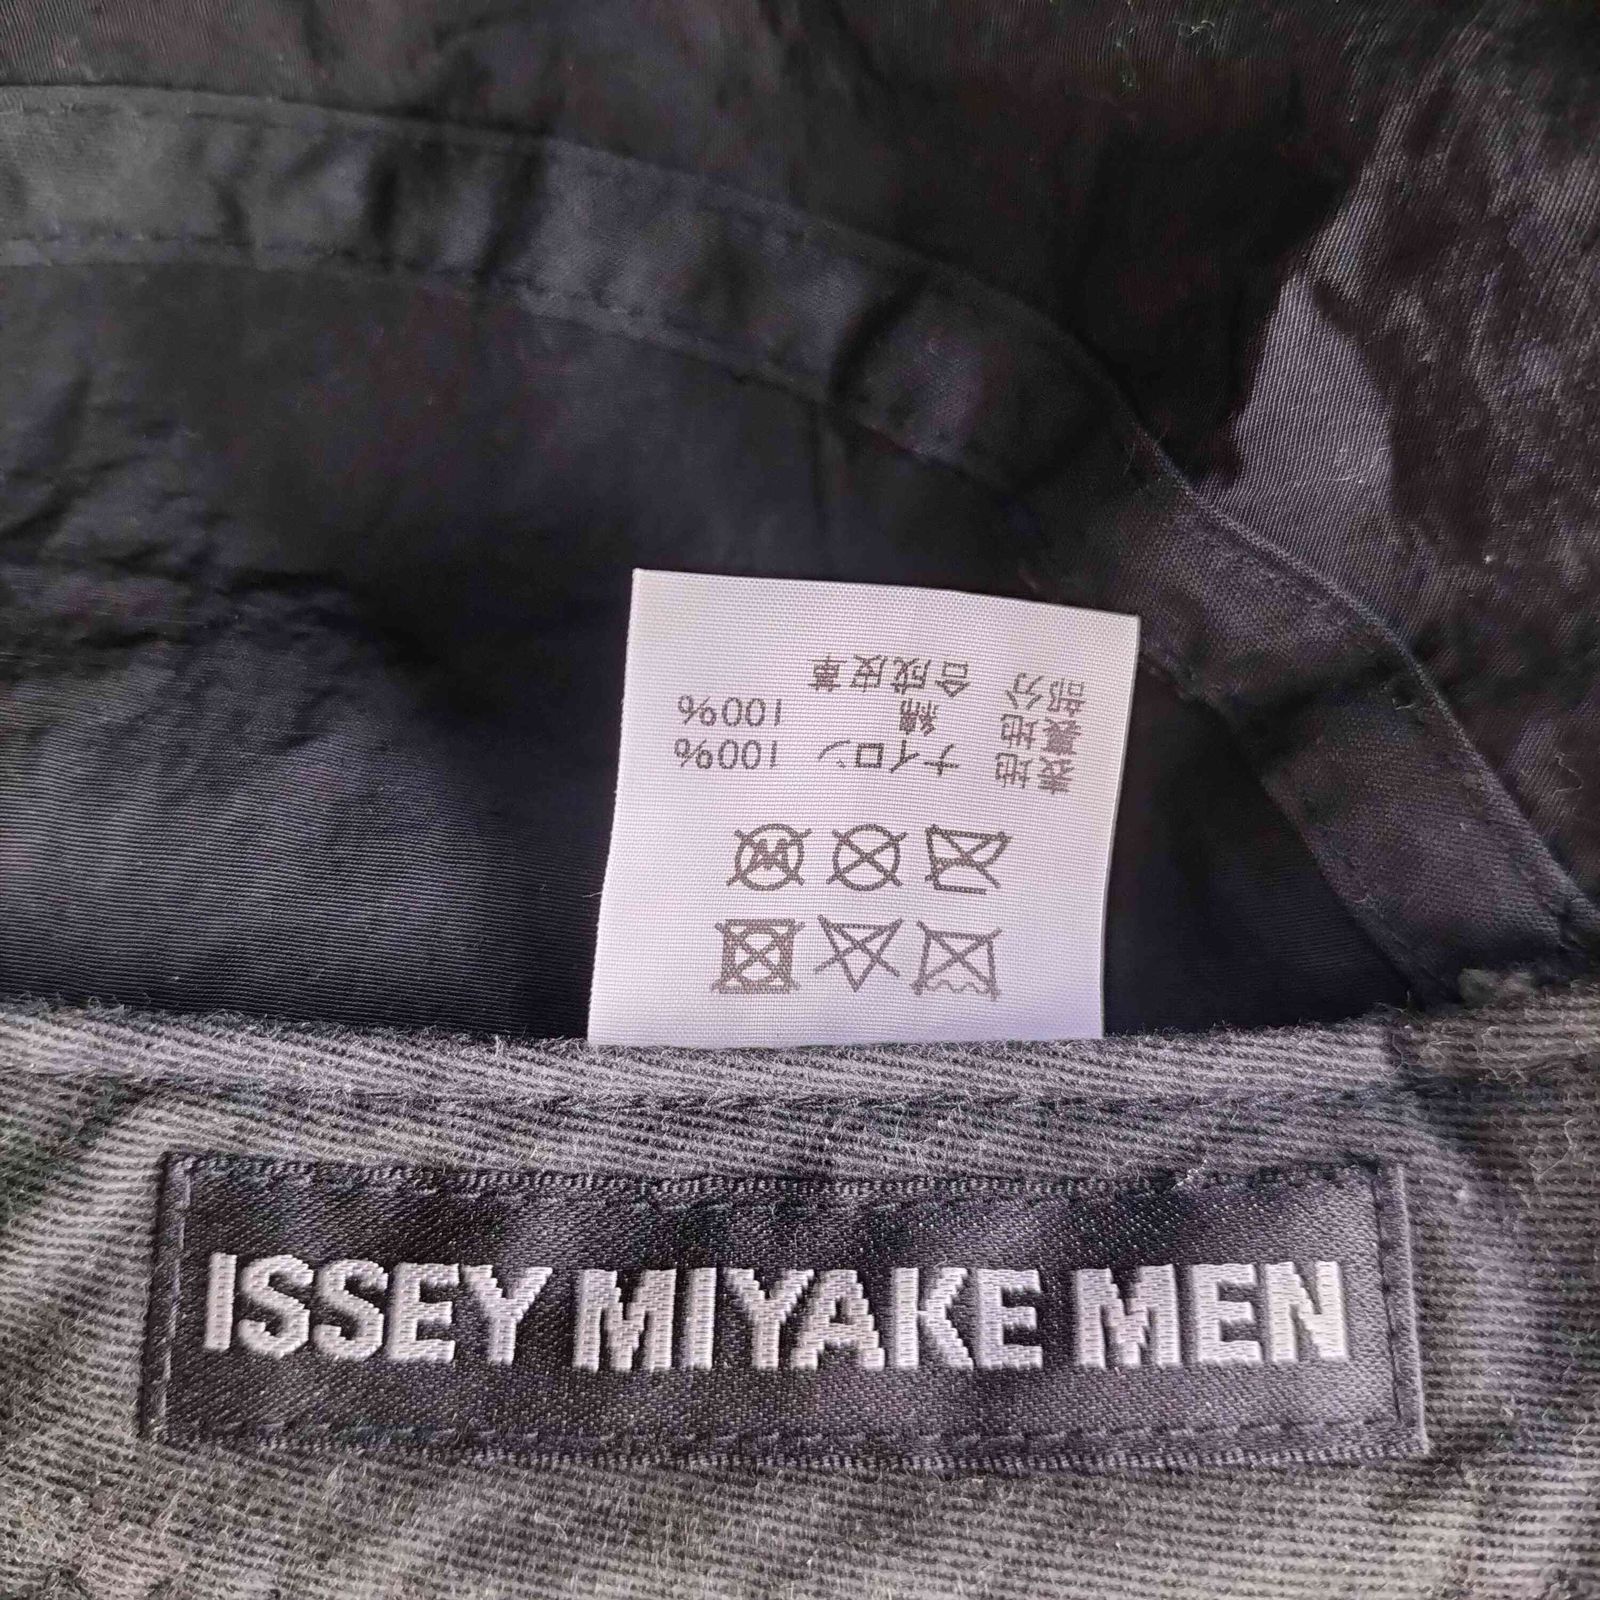 表地 ナイロン 100%
裏地 綿 100%
部分 合成皮革
ISSEY MIYAKE MEN